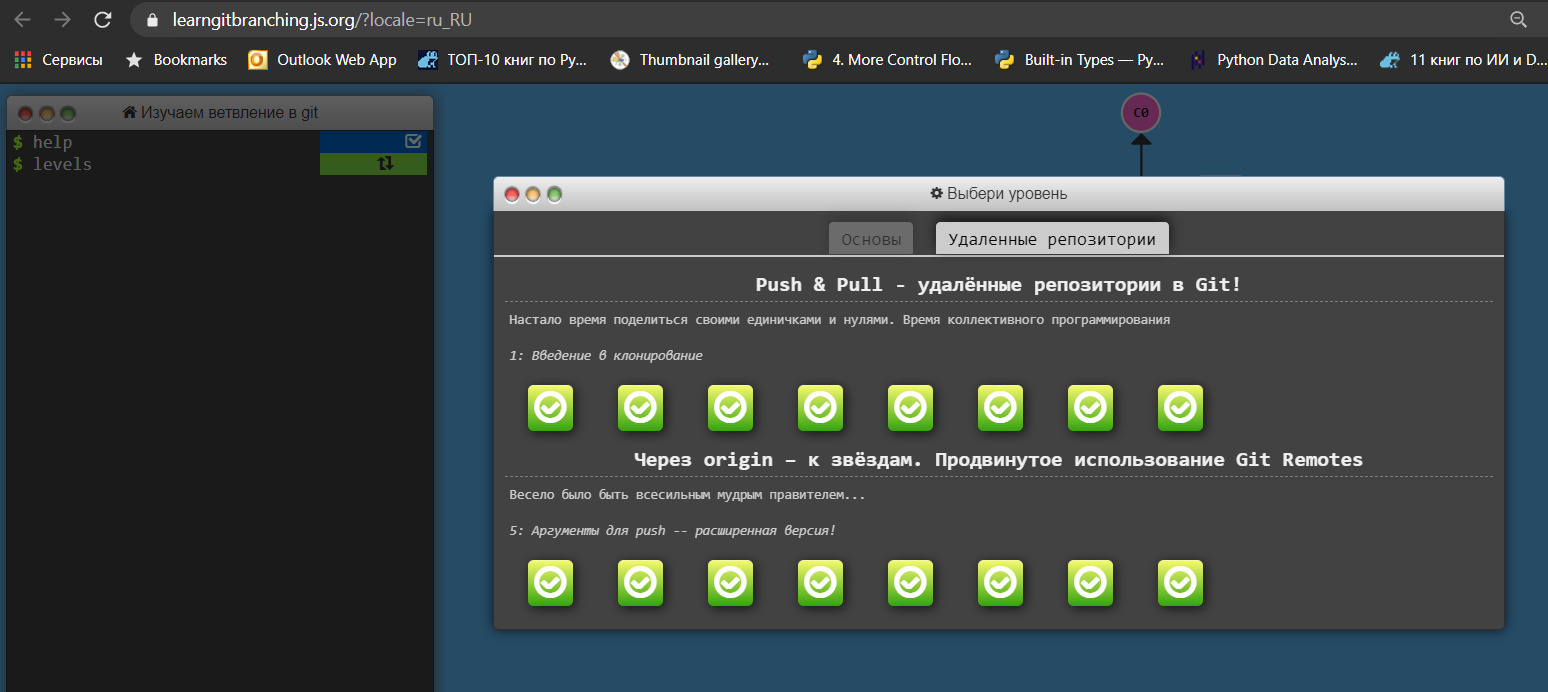 learngitbranching.js.org/?locale=ru_RU
Сервисы Bookmarks Outlook Web App ТОП-10 книг по Ру... Thumbnail gallery... 4. More Control Flo... Built-in Types — Py... Python Data Analys... 11 книг по ИИ и D...
Изучаем ветвление в git
$ help
$ levels
C0
Выбери уровень
Основы Удаленные репозитории
Push & Pull - удалённые репозитории в Git!
Настало время поделиться своими единичками и нулями. Время коллективного программирования
1: Введение в клонирование
Через origin – к звёздам. Продвинутое использование Git Remotes
Весело было быть всесильным мудрым правителем...
5: Аргументы для push -- расширенная версия!